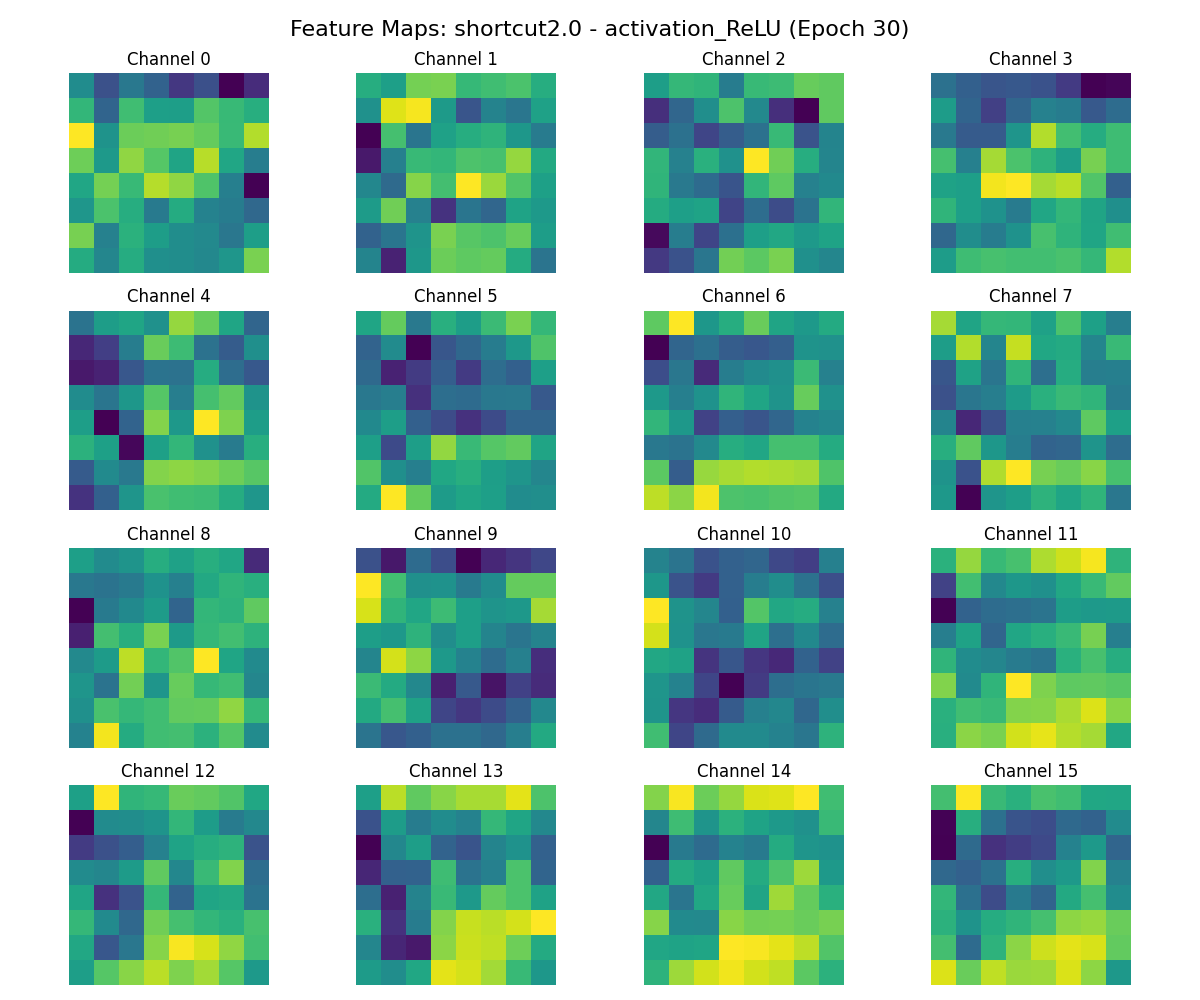 Feature Maps: shortcut2.0 - activation_ReLU (Epoch 30)
Channel 0
Channel 1
Channel 2
Channel 3
Channel 4
Channel 5
Channel 6
Channel 7
Channel 8
Channel 9
Channel 10
Channel 11
Channel 12
Channel 13
Channel 14
Channel 15